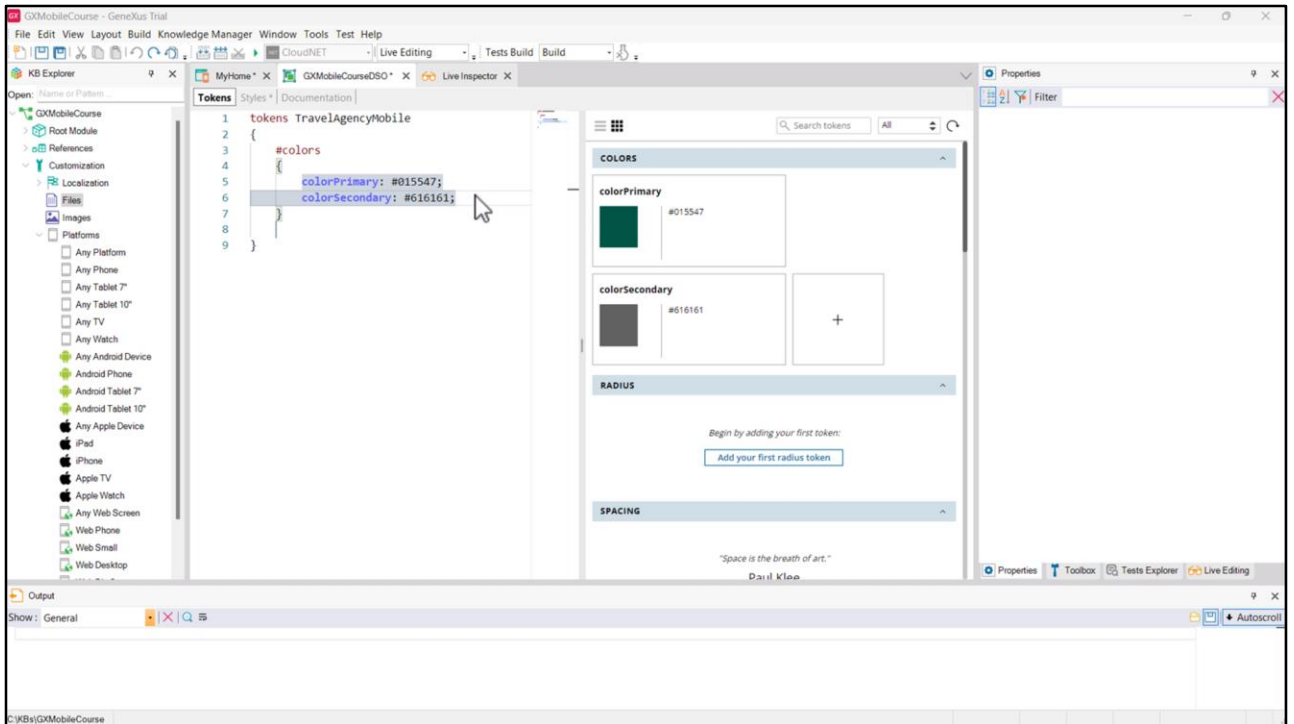 GX GXMobileCourse - GeneXus Trial
File Edit View Layout Build Knowledge Manager Window Tools Test Help
CloudNET Live Editing Tests Build Build
KB Explorer
Open: Name or Pattern...
GXMobileCourse
Root Module
References
Customization
Localization
Files
Images
Platforms
Any Platform
Any Phone
Any Tablet 7"
Any Tablet 10"
Any TV
Any Watch
Any Android Device
Android Phone
Android Tablet 7"
Android Tablet 10"
Any Apple Device
iPad
iPhone
Apple TV
Apple Watch
Any Web Screen
Web Phone
Web Small
Web Desktop
MyHome* X GXMobileCourseDSO* X Live Inspector X
Tokens Styles* Documentation
1 tokens TravelAgencyMobile
2 {
3 #colors
4 {
5 colorPrimary: #015547;
6 colorSecondary: #616161;
7 }
8
9 }
Search tokens All
COLORS
colorPrimary
#015547
colorSecondary
#616161
+
RADIUS
Begin by adding your first token:
Add your first radius token
SPACING
"Space is the breath of art."
Paul Klee
Properties
Filter
Properties Toolbox Tests Explorer Live Editing
Output
Show: General Autoscroll
C:\KBs\GXMobileCourse